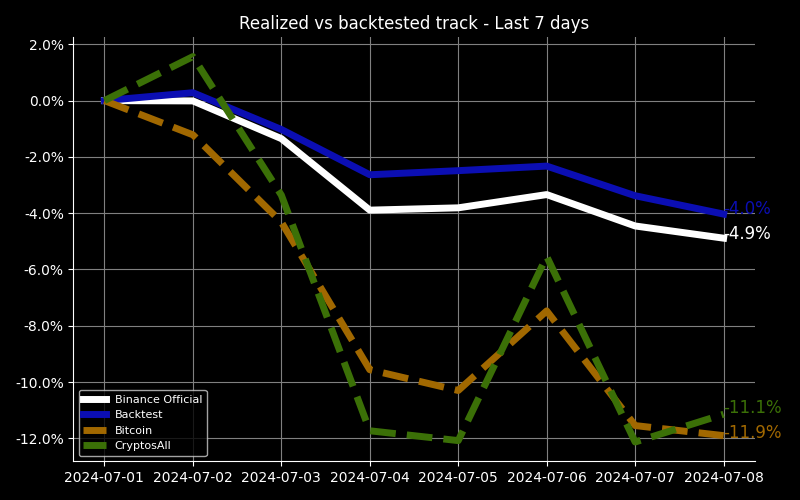 Realized vs backtested track - Last 7 days
2.0%
0.0%
-2.0%
-4.0%
-6.0%
-8.0%
-10.0%
-12.0%
-4.0%
-4.9%
-11.1%
-11.9%
Binance Official
Backtest
Bitcoin
CryptosAll
2024-07-01 2024-07-02 2024-07-03 2024-07-04 2024-07-05 2024-07-06 2024-07-07 2024-07-08